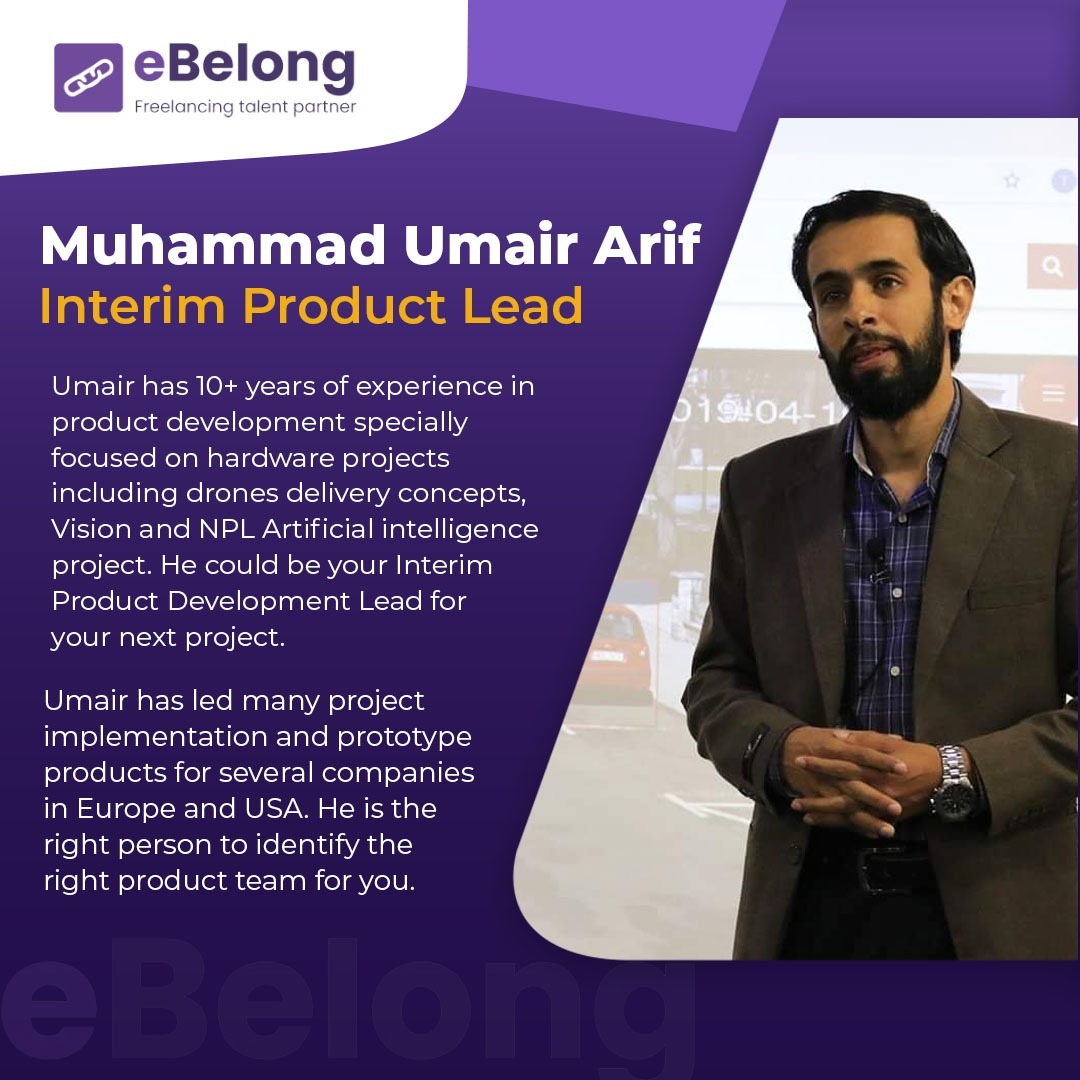 eBelong
Freelancing talent partner
Muhammad Umair Arif
Interim Product Lead
Umair has 10+ years of experience in
product development specially
focused on hardware projects
including drones delivery concepts,
Vision and NPL Artificial intelligence
project. He could be your Interim
Product Development Lead for
your next project.
Umair has led many project
implementation and prototype
products for several companies
in Europe and USA. He is the
right person to identify the
right product team for you.
eBelong